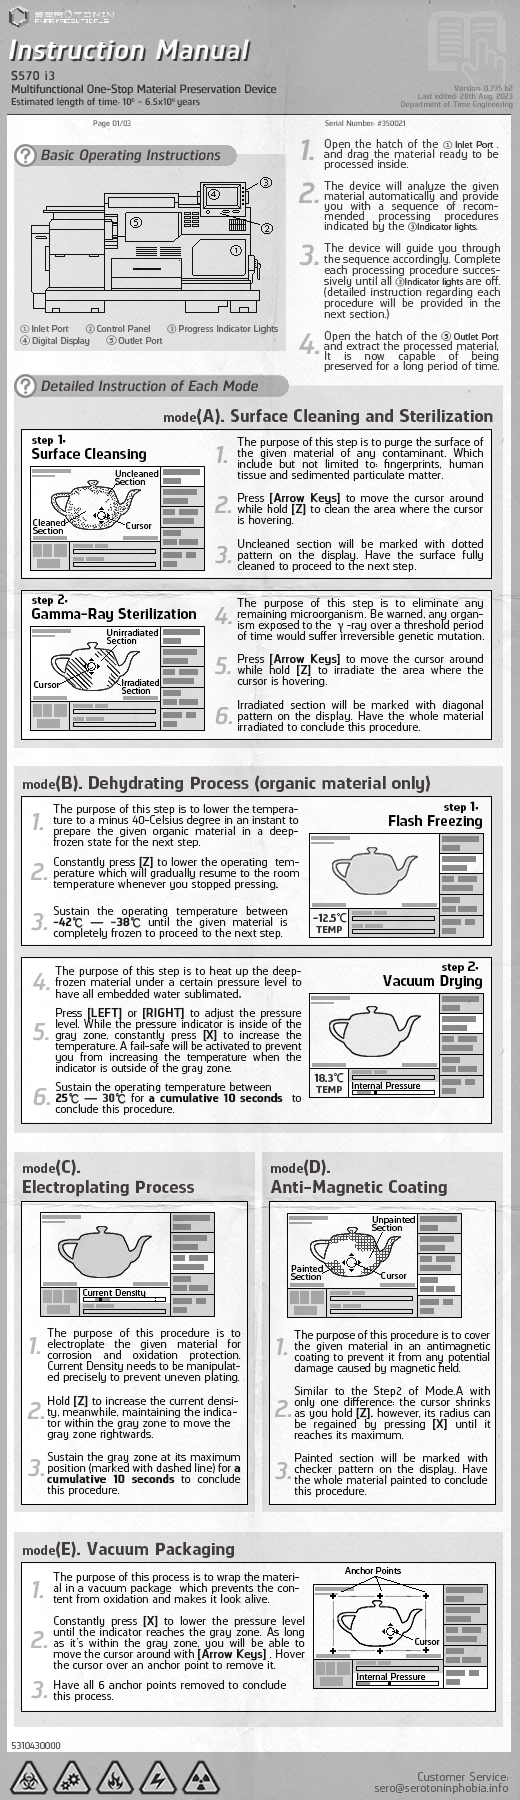 SEROTONIN
PHARMACEUTICALS
Instruction Manual
S570 i3
Multifunctional One-Stop Material Preservation Device
Estimated length of time: 10⁶ - 6.5x10⁶ years
Version: 0.735 b2
Last edited: 28th Aug, 2023
Department of Time Engineering
Page 01/03
Serial Number: #350021
? Basic Operating Instructions
③
④
②
⑤
①
① Inlet Port ② Control Panel ③ Progress Indicator Lights
④ Digital Display ⑤ Outlet Port
1. Open the hatch of the ① Inlet Port .
and drag the material ready to be
processed inside.
2. The device will analyze the given
material automatically and provide
you with a sequence of recom-
mended processing procedures
indicated by the ③Indicator lights.
3. The device will guide you through
the sequence accordingly. Complete
each processing procedure succes-
sively until all ③Indicator lights are off.
(detailed instruction regarding each
procedure will be provided in the
next section.)
4. Open the hatch of the ⑤ Outlet Port
and extract the processed material.
It is now capable of being
preserved for a long period of time.
? Detailed Instruction of Each Mode
mode(A). Surface Cleaning and Sterilization
step 1.
Surface Cleansing
Uncleaned
Section
Cleaned
Section
Cursor
1. The purpose of this step is to purge the surface of
the given material of any contaminant. Which
include but not limited to: fingerprints, human
tissue and sedimented particulate matter.
2. Press [Arrow Keys] to move the cursor around
while hold [Z] to clean the area where the cursor
is hovering.
3. Uncleaned section will be marked with dotted
pattern on the display. Have the surface fully
cleaned to proceed to the next step.
step 2.
Gamma-Ray Sterilization
Unirradiated
Section
Cursor
Irradiated
Section
4. The purpose of this step is to eliminate any
remaining microorganism. Be warned, any organ-
ism exposed to the γ -ray over a threshold period
of time would suffer irreversible genetic mutation.
5. Press [Arrow Keys] to move the cursor around
while hold [Z] to irradiate the area where the
cursor is hovering.
6. Irradiated section will be marked with diagonal
pattern on the display. Have the whole material
irradiated to conclude this procedure.
mode(B). Dehydrating Process (organic material only)
1. The purpose of this step is to lower the tempera-
ture to a minus 40-Celsius degree in an instant to
prepare the given organic material in a deep-
frozen state for the next step.
2. Constantly press [Z] to lower the operating tem-
perature which will gradually resume to the room
temperature whenever you stopped pressing.
3. Sustain the operating temperature between
-42℃ — -38℃ until the given material is
completely frozen to proceed to the next step.
step 1.
Flash Freezing
-12.5℃
TEMP
4. The purpose of this step is to heat up the deep-
frozen material under a certain pressure level to
have all embedded water sublimated.
5. Press [LEFT] or [RIGHT] to adjust the pressure
level. While the pressure indicator is inside of the
gray zone, constantly press [X] to increase the
temperature. A fail-safe will be activated to prevent
you from increasing the temperature when the
indicator is outside of the gray zone.
6. Sustain the operating temperature between
25℃ — 30℃ for a cumulative 10 seconds to
conclude this procedure.
step 2.
Vacuum Drying
18.3℃
TEMP
Internal Pressure
mode(C).
Electroplating Process
Current Density
1. The purpose of this procedure is to
electroplate the given material for
corrosion and oxidation protection.
Current Density needs to be manipulat-
ed precisely to prevent uneven plating.
2. Hold [Z] to increase the current densi-
ty, meanwhile, maintaining the indica-
tor within the gray zone to move the
gray zone rightwards.
3. Sustain the gray zone at its maximum
position (marked with dashed line) for a
cumulative 10 seconds to conclude
this procedure.
mode(D).
Anti-Magnetic Coating
Unpainted
Section
Painted
Section
Cursor
1. The purpose of this procedure is to cover
the given material in an antimagnetic
coating to prevent it from any potential
damage caused by magnetic field.
2. Similar to the Step2 of Mode.A with
only one difference: the cursor shrinks
as you hold [Z], however, its radius can
be regained by pressing [X] until it
reaches its maximum.
3. Painted section will be marked with
checker pattern on the display. Have
the whole material painted to conclude
this procedure.
mode(E). Vacuum Packaging
1. The purpose of this process is to wrap the materi-
al in a vacuum package which prevents the con-
tent from oxidation and makes it look alive.
2. Constantly press [X] to lower the pressure level
until the indicator reaches the gray zone. As long
as it's within the gray zone, you will be able to
move the cursor around with [Arrow Keys] . Hover
the cursor over an anchor point to remove it.
3. Have all 6 anchor points removed to conclude
this process.
Anchor Points
Cursor
Internal Pressure
5310430000
Customer Service:
sero@serotoninphobia.info